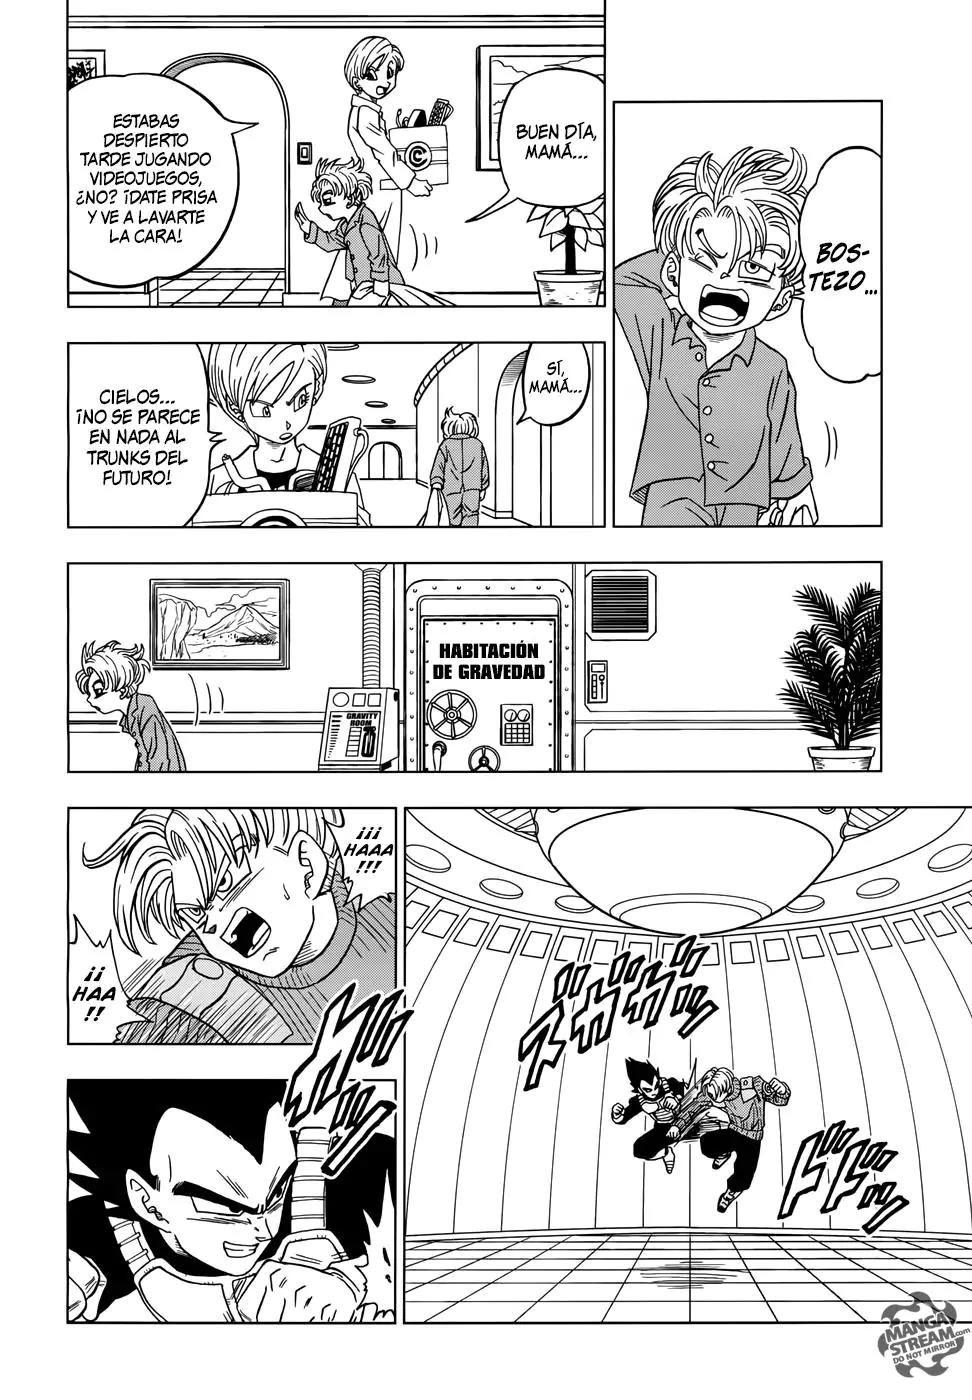 BOS-
TEZO...
BUEN DÍA,
MAMÁ...
ESTABAS
DESPIERTO
TARDE JUGANDO
VIDEOJUEGOS,
¿NO? ¡DATE PRISA
Y VE A LAVARTE
LA CARA!
SÍ,
MAMÁ...
CIELOS...
¡NO SE PARECE
EN NADA AL
TRUNKS DEL
FUTURO!
HABITACIÓN
DE GRAVEDAD
GRAVITY
ROOM
¡¡¡
HAAA
!!!
¡¡
HAA
!!
MANGA
STREAM.com
DO NOT MIRROR!